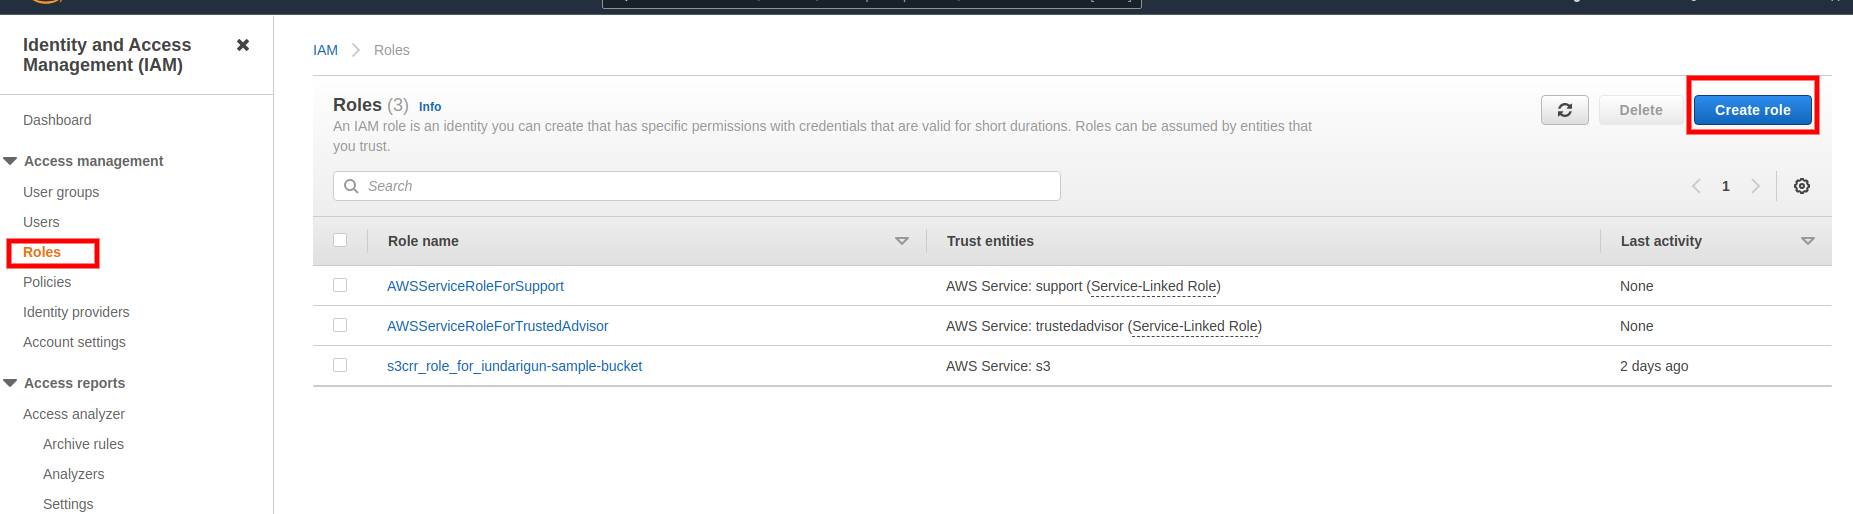 Identity and Access
Management (IAM)
Dashboard
Access management
User groups
Users
Roles
Policies
Identity providers
Account settings
Access reports
Access analyzer
Archive rules
Analyzers
Settings
IAM Roles
Roles (3) Info
An IAM role is an identity you can create that has specific permissions with credentials that are valid for short durations. Roles can be assumed by entities that
you trust.
Delete Create role
Search
1
Role name Trust entities Last activity
AWSServiceRoleForSupport AWS Service: support (Service-Linked Role) None
AWSServiceRoleForTrustedAdvisor AWS Service: trustedadvisor (Service-Linked Role) None
s3crr_role_for_iundarigun-sample-bucket AWS Service: s3 2 days ago